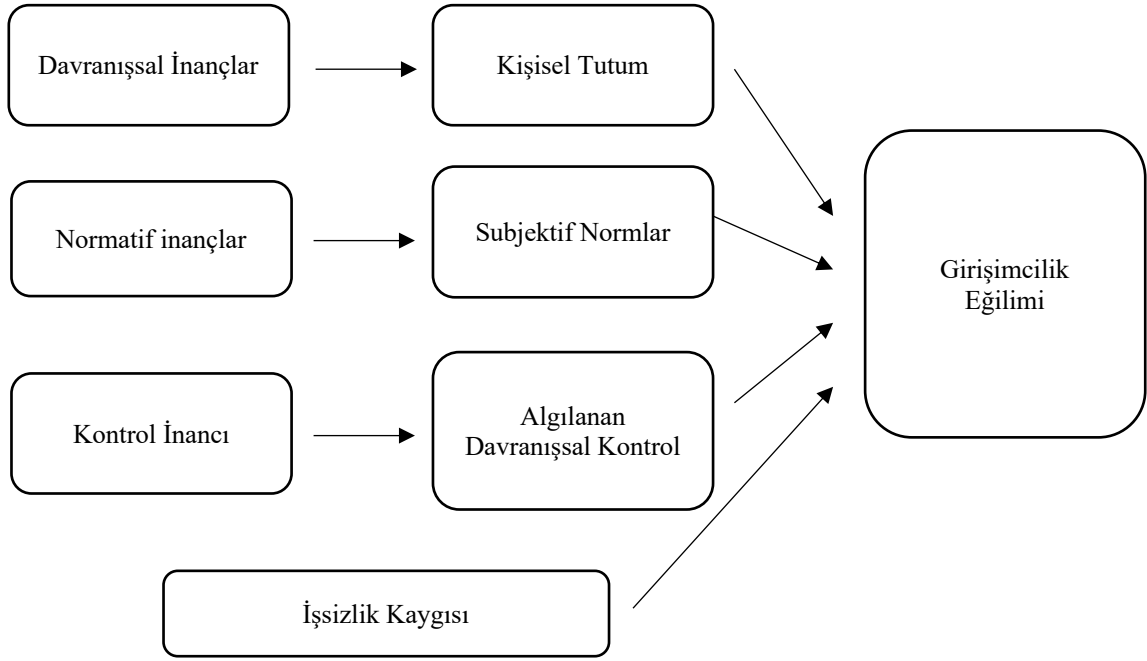 Davranışsal İnançlar
Kişisel Tutum
Normatif inançlar
Subjektif Normlar
Girişimcilik
Eğilimi
Kontrol İnancı
Algılanan
Davranışsal Kontrol
İşsizlik Kaygısı